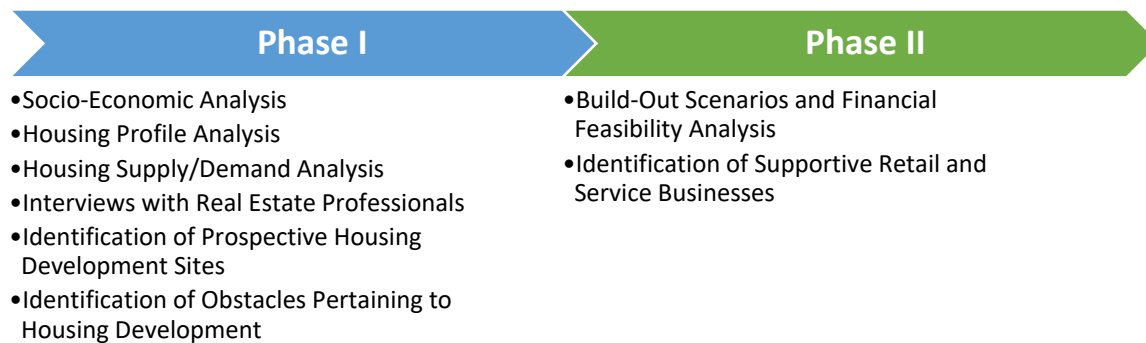 Phase I
•Socio-Economic Analysis
•Housing Profile Analysis
•Housing Supply/Demand Analysis
•Interviews with Real Estate Professionals
•Identification of Prospective Housing
Development Sites
•Identification of Obstacles Pertaining to
Housing Development
Phase II
•Build-Out Scenarios and Financial
Feasibility Analysis
•Identification of Supportive Retail and
Service Businesses